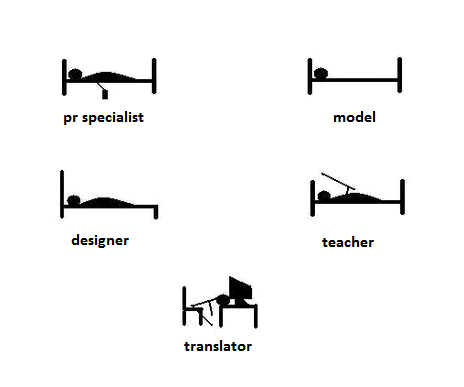 pr specialist
model
designer
teacher
translator